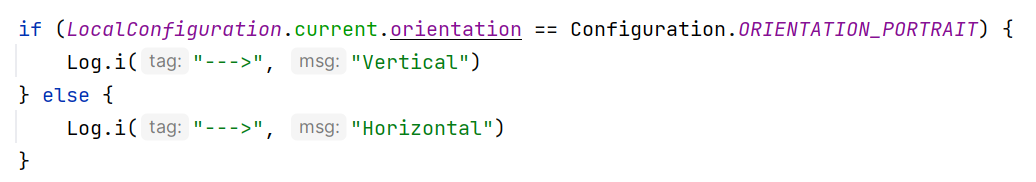 if (LocalConfiguration.current.orientation == Configuration.ORIENTATION_PORTRAIT) {
    Log.i( tag: "--->", msg: "Vertical")
} else {
    Log.i( tag: "--->", msg: "Horizontal")
}